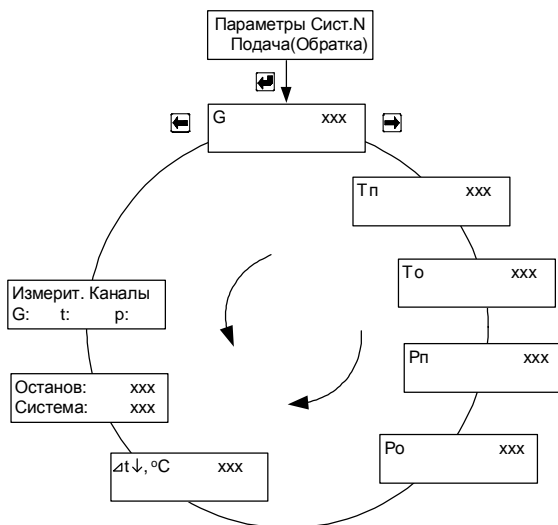 Параметры Сист.N
Подача(Обратка)
G xxx
Тп xxx
То xxx
Рп xxx
Ро xxx
⊿t↓, ºC xxx
Останов: xxx
Система: xxx
Измерит. Каналы
G: t: p: